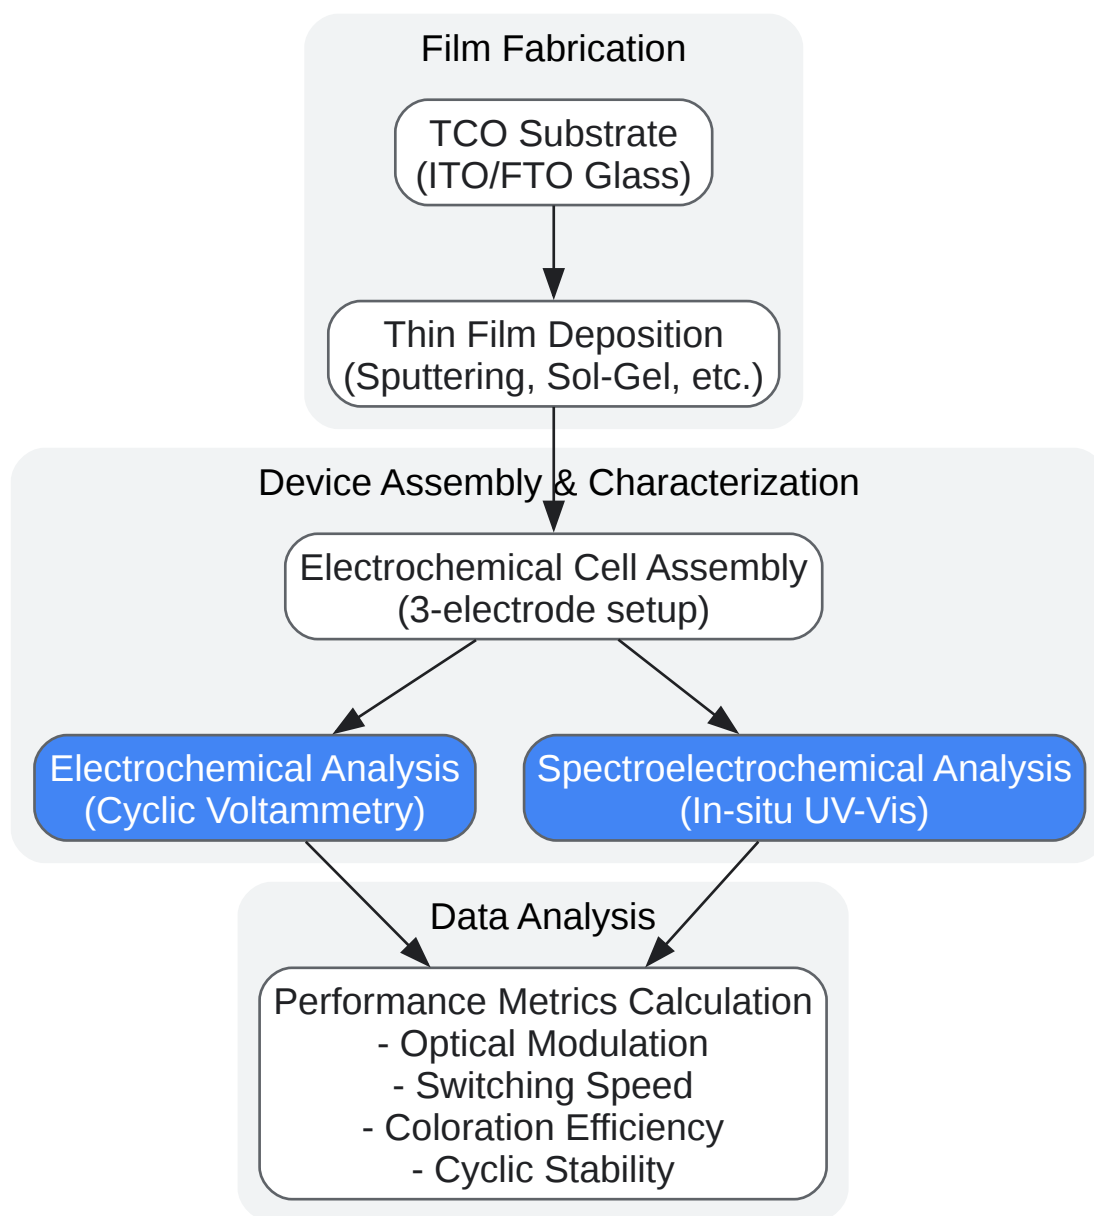 Film Fabrication
TCO Substrate
(ITO/FTO Glass)
Thin Film Deposition
(Sputtering, Sol-Gel, etc.)
Device Assembly & Characterization
Electrochemical Cell Assembly
(3-electrode setup)
Electrochemical Analysis
(Cyclic Voltammetry)
Spectroelectrochemical Analysis
(In-situ UV-Vis)
Data Analysis
Performance Metrics Calculation
- Optical Modulation
- Switching Speed
- Coloration Efficiency
- Cyclic Stability